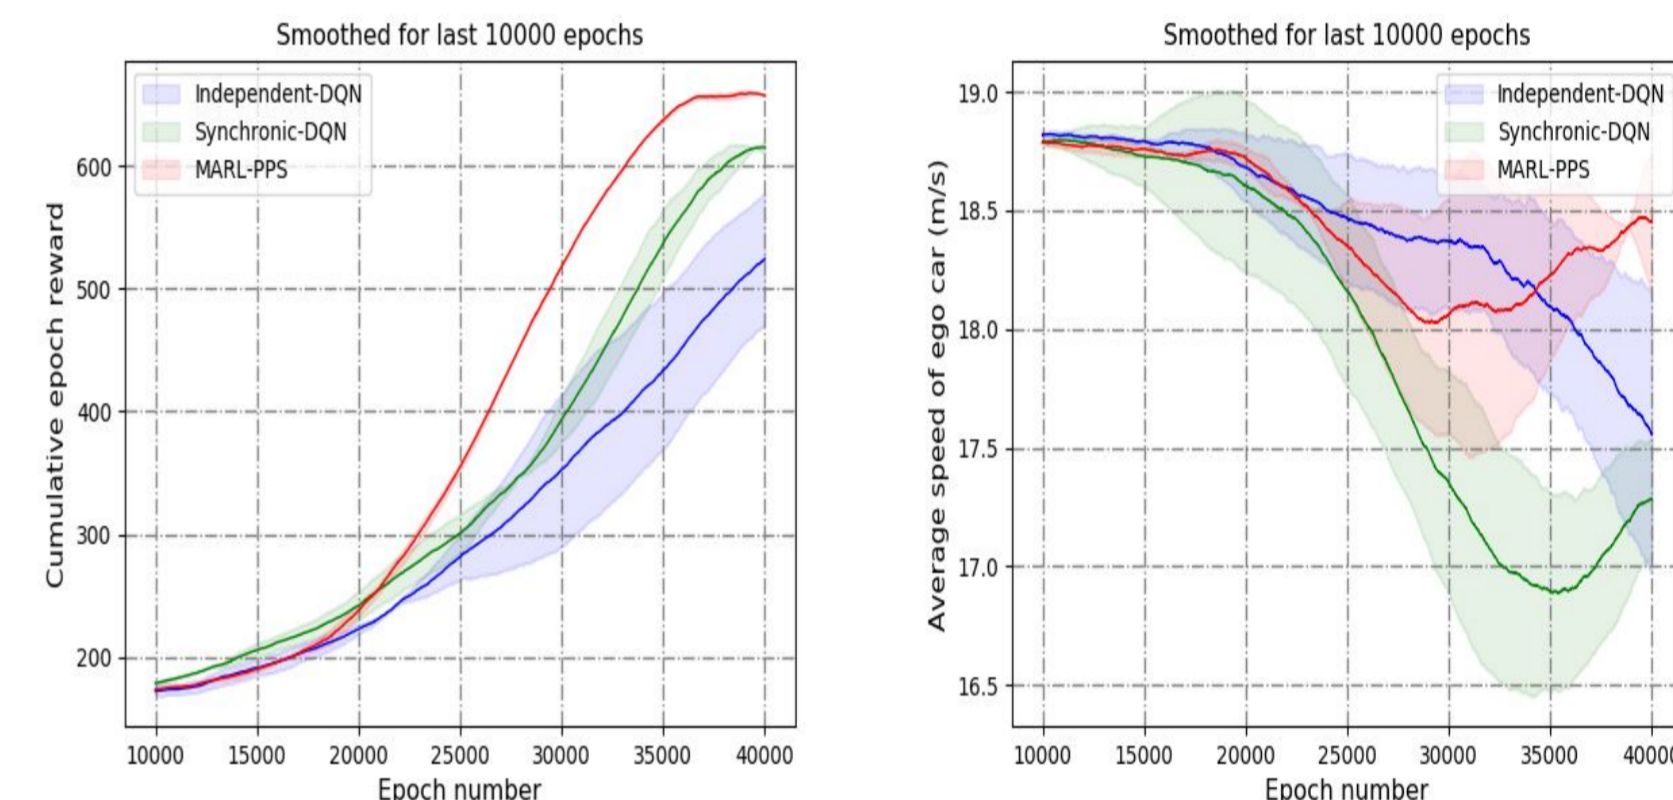 Smoothed for last 10000 epochs
Independent-DQN
Synchronic-DQN
MARL-PPS
Cumulative epoch reward
600
500
400
300
200
10000 15000 20000 25000 30000 35000 40000
Epoch number
Smoothed for last 10000 epochs
Independent-DQN
Synchronic-DQN
MARL-PPS
Average speed of ego car (m/s)
19.0
18.5
18.0
17.5
17.0
16.5
10000 15000 20000 25000 30000 35000 40000
Epoch number